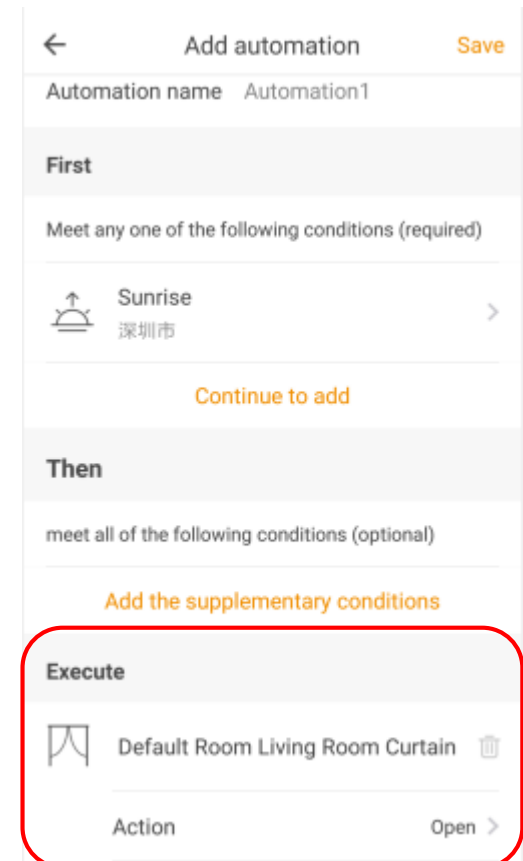 Add automation Save
Automation name Automation1
First
Meet any one of the following conditions (required)
Sunrise
深圳市
Continue to add
Then
meet all of the following conditions (optional)
Add the supplementary conditions
Execute
Default Room Living Room Curtain
Action Open